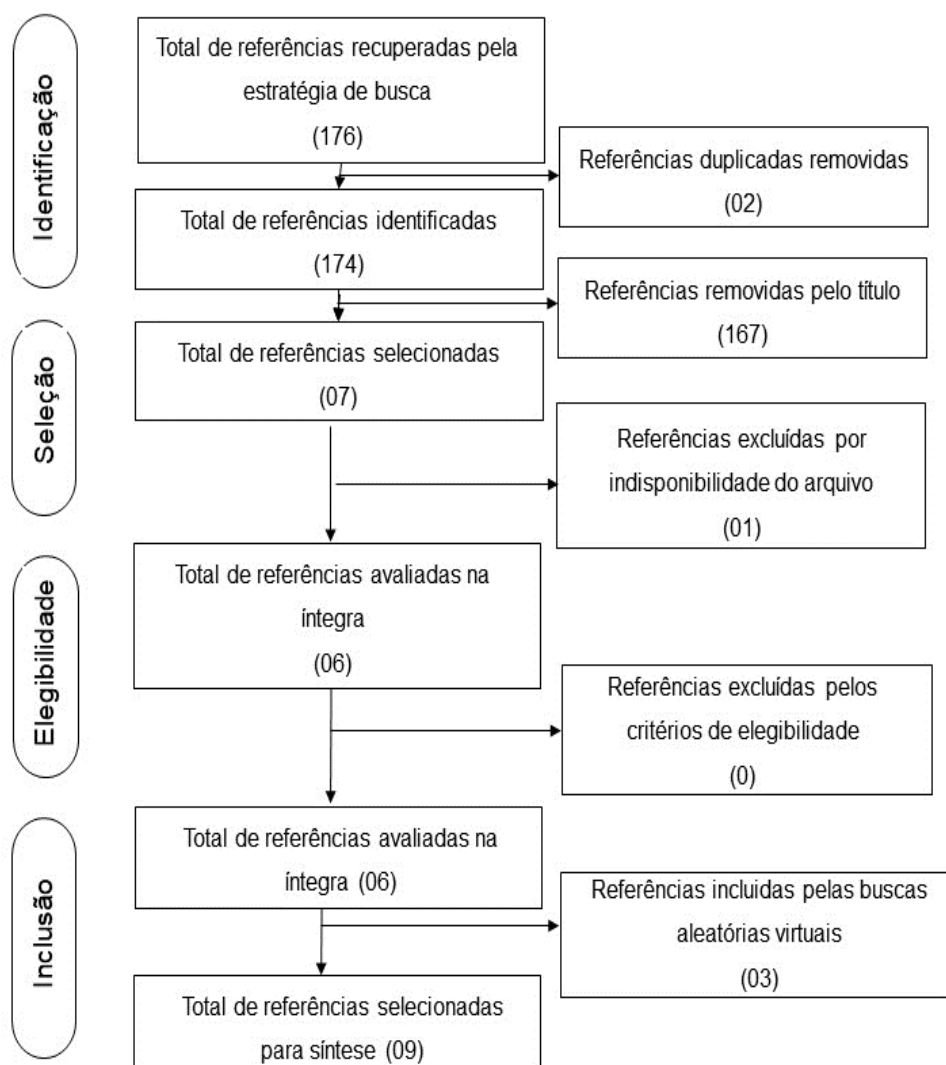 Identificação
Total de referências recuperadas pela
estratégia de busca
(176)
Referências duplicadas removidas
(02)
Total de referências identificadas
(174)
Referências removidas pelo título
(167)
Seleção
Total de referências selecionadas
(07)
Referências excluídas por
indisponibilidade do arquivo
(01)
Elegibilidade
Total de referências avaliadas na
íntegra
(06)
Referências excluídas pelos
critérios de elegibilidade
(0)
Inclusão
Total de referências avaliadas na
íntegra (06)
Referências incluidas pelas buscas
aleatórias virtuais
(03)
Total de referências selecionadas
para síntese (09)